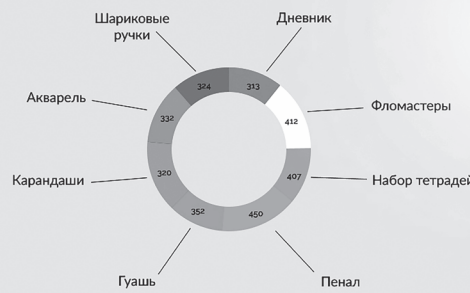 Шариковые
ручки
Дневник
324
313
Акварель
332
412
Фломастеры
Карандаши
320
407
Набор тетрадей
352
450
Гуашь
Пенал